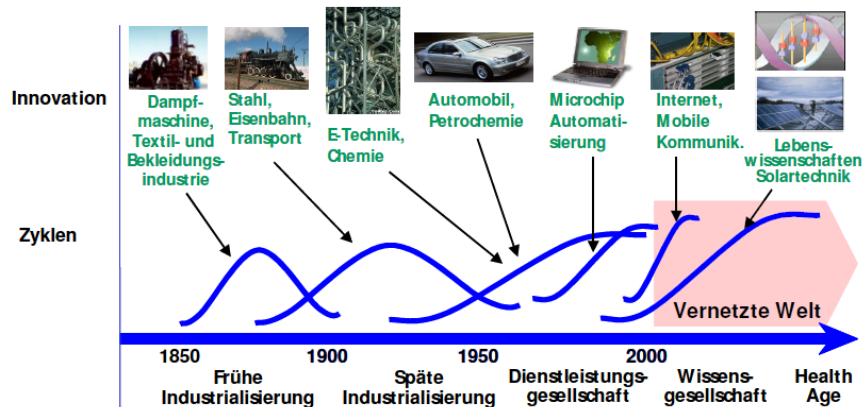 Innovation
Dampf-
maschine,
Textil- und
Bekleidungs-
industrie
Stahl,
Eisenbahn,
Transport
E-Technik,
Chemie
Automobil,
Petrochemie
Microchip
Automati-
sierung
Internet,
Mobile
Kommunik.
Lebens-
wissenschaften
Solartechnik
Zyklen
Vernetzte Welt
1850
1900
1950
2000
Frühe
Industrialisierung
Späte
Industrialisierung
Dienstleistungs-
gesellschaft
Wissens-
gesellschaft
Health
Age